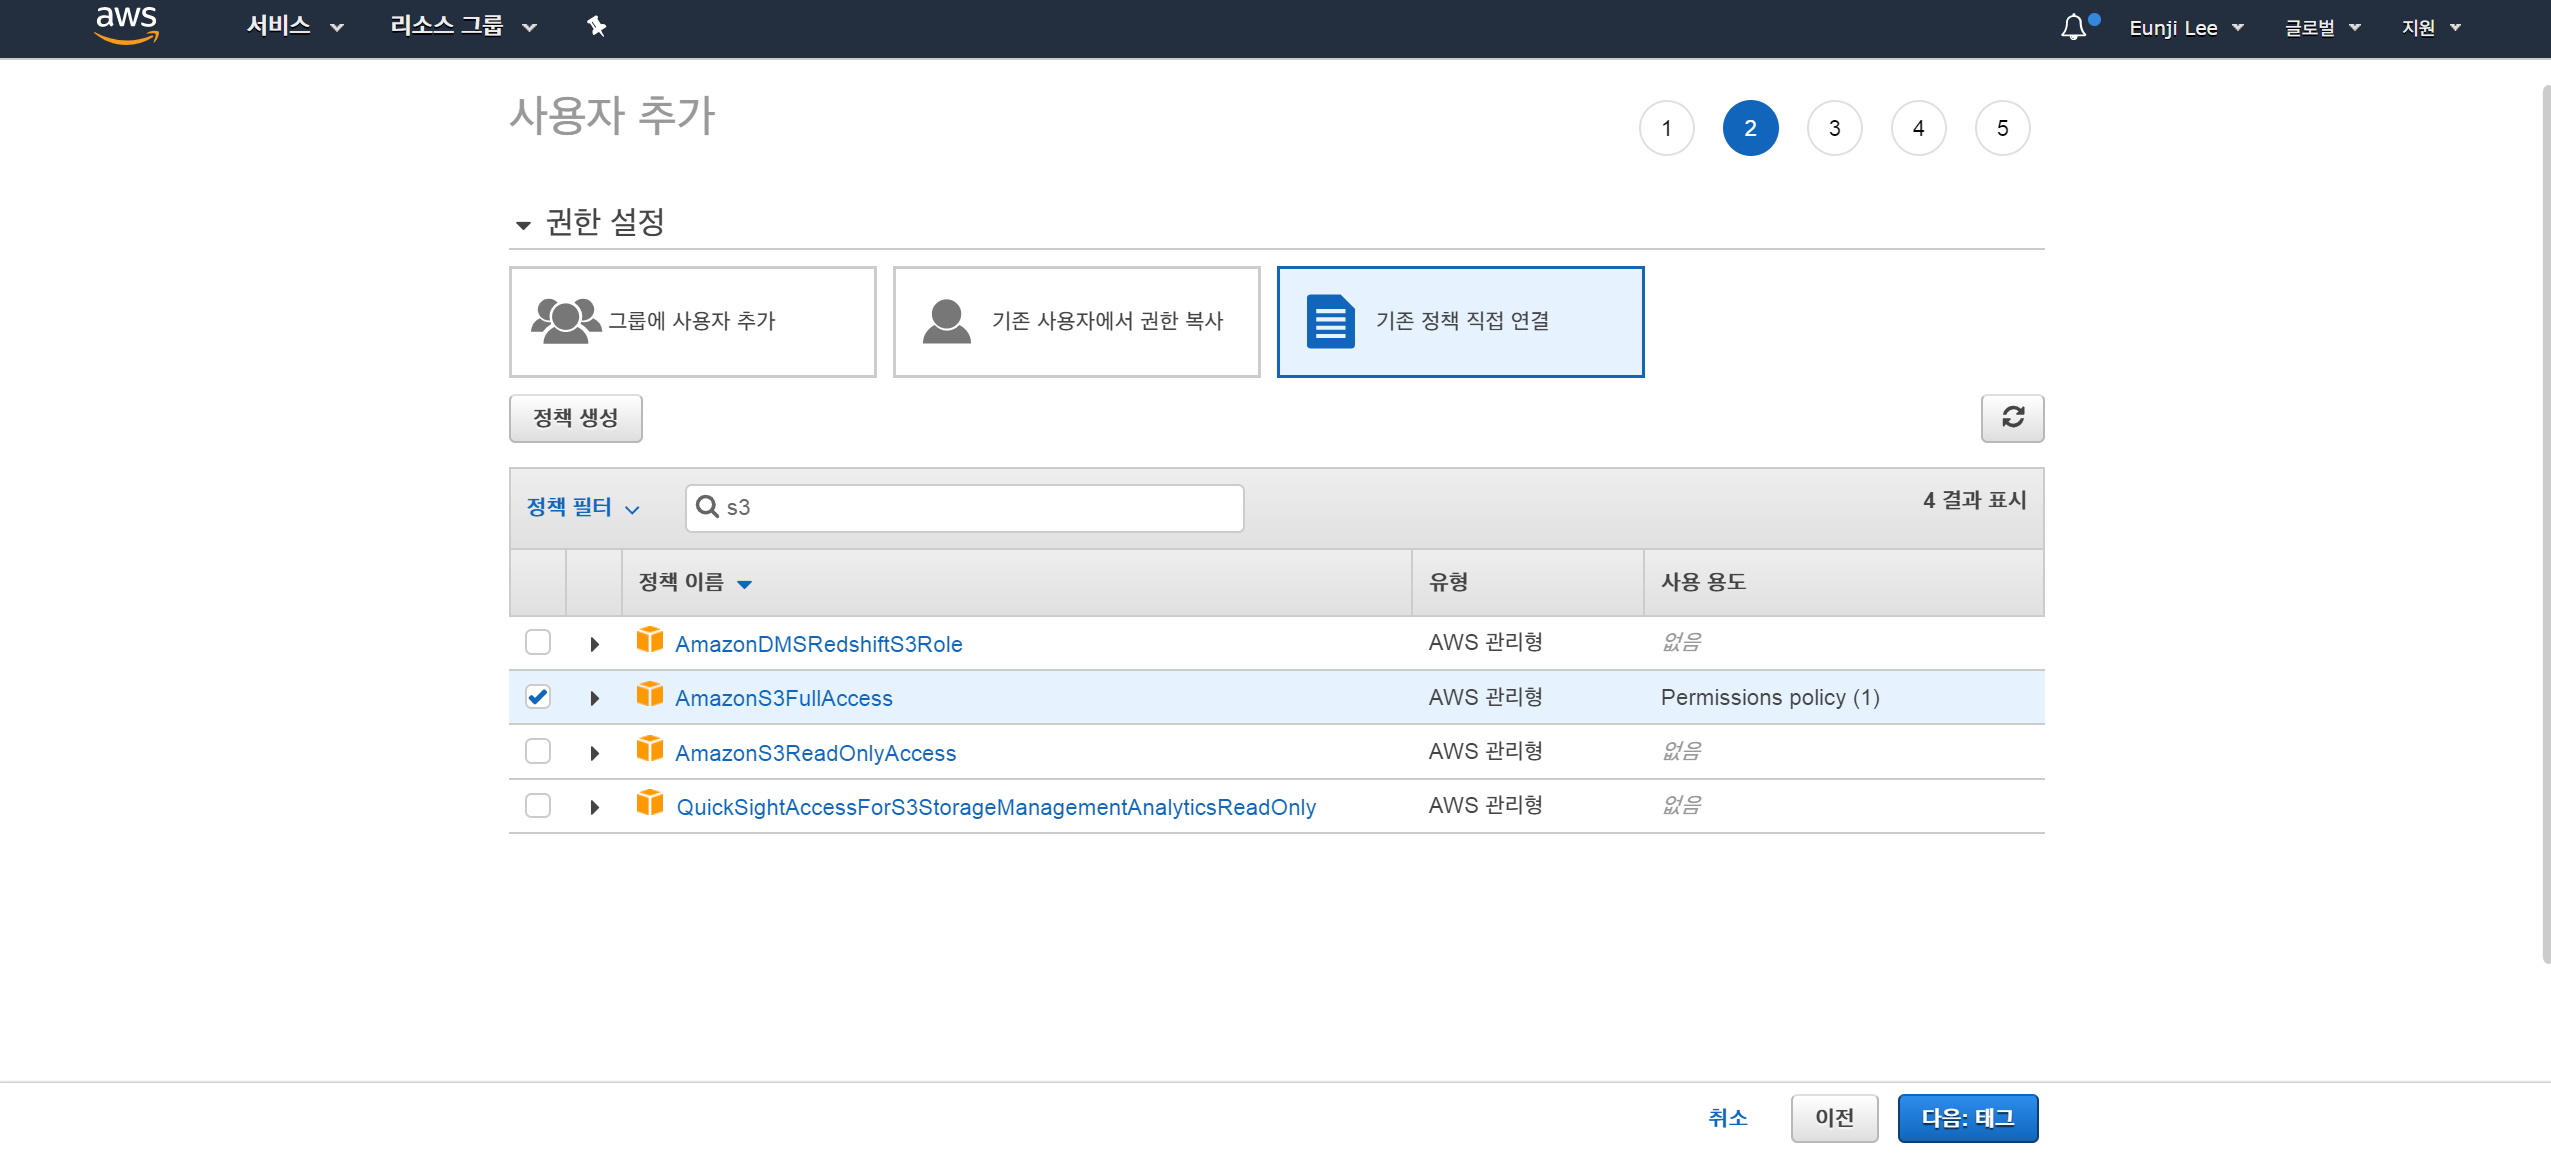 aws 서비스 리소스 그룹 Eunji Lee 글로벌 지원
사용자 추가
1 2 3 4 5
권한 설정
그룹에 사용자 추가 기존 사용자에서 권한 복사 기존 정책 직접 연결
정책 생성
정책 필터 s3 4 결과 표시
정책 이름 유형 사용 용도
AmazonDMSRedshiftS3Role AWS 관리형 없음
AmazonS3FullAccess AWS 관리형 Permissions policy (1)
AmazonS3ReadOnlyAccess AWS 관리형 없음
QuickSightAccessForS3StorageManagementAnalyticsReadOnly AWS 관리형 없음
취소 이전 다음: 태그